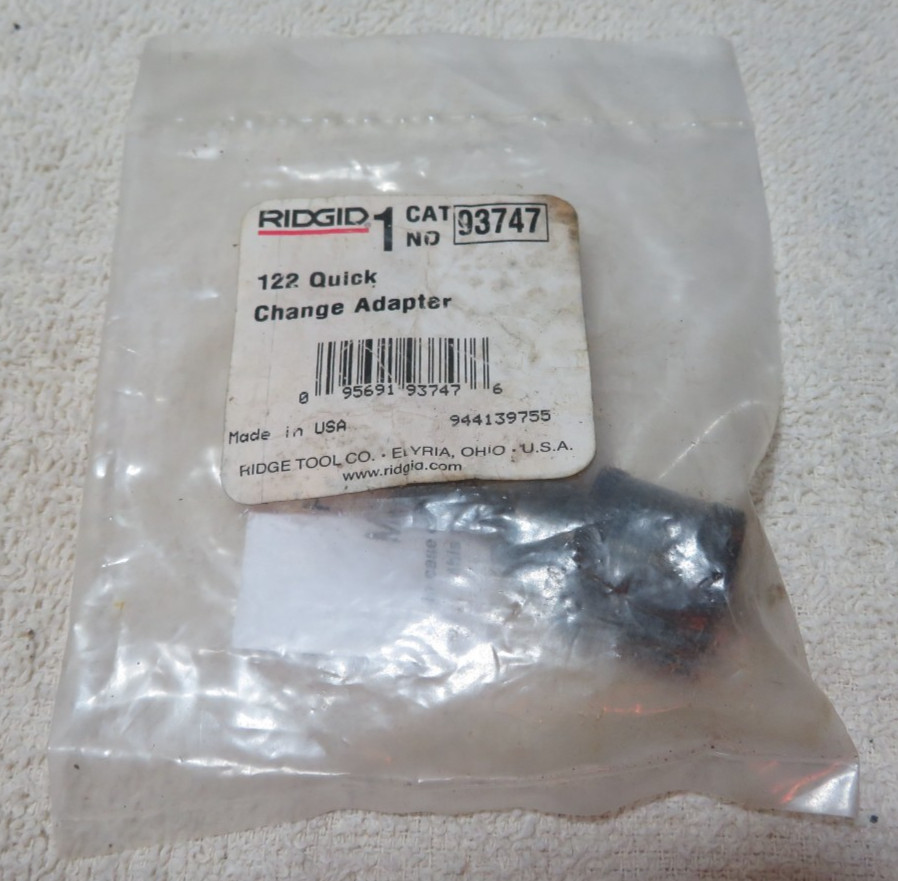 RIDGID® 1 CAT NO 93747
122 Quick
Change Adapter
0 95691 93747 6
Made in USA 944139755
RIDGE TOOL CO. · ELYRIA, OHIO · U.S.A.
www.ridgid.com